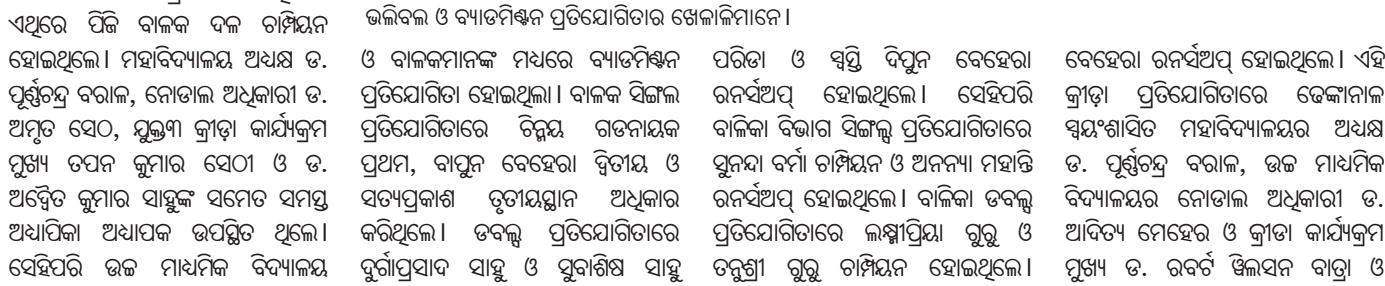 ଏଥିରେ ପିଜି ବାଳକ ଦଳ ଚାମ୍ପିୟନ
ହୋଇଥିଲେ। ମହାବିଦ୍ୟାଳୟ ଅଧ୍ୟକ୍ଷ ଡ.
ପୂର୍ଣ୍ଣଚନ୍ଦ୍ର ବରାଳ, ନୋଡାଲ ଅଧିକାରୀ ଡ.
ଅମୃତ ସେଠ, ଯୁକ୍ତ୩ କ୍ରୀଡ଼ା କାର୍ଯ୍ୟକ୍ରମ
ମୁଖ୍ୟ ତପନ କୁମାର ସେଠୀ ଓ ଡ.
ଅଦ୍ୱୈତ କୁମାର ସାହୁଙ୍କ ସମେତ ସମସ୍ତ
ଅଧ୍ୟାପିକା ଅଧ୍ୟାପକ ଉପସ୍ଥିତ ଥିଲେ।
ସେହିପରି ଉଚ୍ଚ ମାଧ୍ୟମିକ ବିଦ୍ୟାଳୟ
ଭଲିବଲ ଓ ବ୍ୟାଡମିଣ୍ଟନ ପ୍ରତିଯୋଗିତାର ଖେଳାଳିମାନେ।
ଓ ବାଳକମାନଙ୍କ ମଧ୍ୟରେ ବ୍ୟାଡମିଣ୍ଟନ
ପ୍ରତିଯୋଗିତା ହୋଇଥିଲା। ବାଳକ ସିଙ୍ଗଲ
ପ୍ରତିଯୋଗିତାରେ ଚିନ୍ମୟ ଗଡନାୟକ
ପ୍ରଥମ, ବାପୁନ ବେହେରା ଦ୍ୱିତୀୟ ଓ
ସତ୍ୟପ୍ରକାଶ ତୃତୀୟସ୍ଥାନ ଅଧିକାର
କରିଥିଲେ। ଡବଲ୍ସ ପ୍ରତିଯୋଗିତାରେ
ଦୁର୍ଗାପ୍ରସାଦ ସାହୁ ଓ ସୁବାଶିଷ ସାହୁ
ପରିଡା ଓ ସ୍ୱସ୍ତି ଦିପୁନ ବେହେରା
ରନର୍ସଅପ୍ ହୋଇଥିଲେ। ସେହିପରି
ବାଳିକା ବିଭାଗ ସିଙ୍ଗଲ୍ସ ପ୍ରତିଯୋଗିତାରେ
ସୁନନ୍ଦା ବର୍ମା ଚାମ୍ପିୟନ ଓ ଅନନ୍ୟା ମହାନ୍ତି
ରନର୍ସଅପ୍ ହୋଇଥିଲେ। ବାଳିକା ଡବଲ୍ସ
ପ୍ରତିଯୋଗିତାରେ ଲକ୍ଷ୍ମୀପ୍ରିୟା ଗୁରୁ ଓ
ତନୁଶ୍ରୀ ଗୁରୁ ଚାମ୍ପିୟନ ହୋଇଥିଲେ।
ବେହେରା ରନର୍ସଅପ୍ ହୋଇଥିଲେ। ଏହି
କ୍ରୀଡ଼ା ପ୍ରତିଯୋଗିତାରେ ଢେଙ୍କାନାଳ
ସ୍ୱୟଂଶାସିତ ମହାବିଦ୍ୟାଳୟର ଅଧ୍ୟକ୍ଷ
ଡ. ପୂର୍ଣ୍ଣଚନ୍ଦ୍ର ବରାଳ, ଉଚ୍ଚ ମାଧ୍ୟମିକ
ବିଦ୍ୟାଳୟର ନୋଡାଲ ଅଧିକାରୀ ଡ.
ଆଦିତ୍ୟ ମେହେର ଓ କ୍ରୀଡା କାର୍ଯ୍ୟକ୍ରମ
ମୁଖ୍ୟ ଡ. ରବର୍ଟ ୱିଲସନ ବାତ୍ରା ଓ